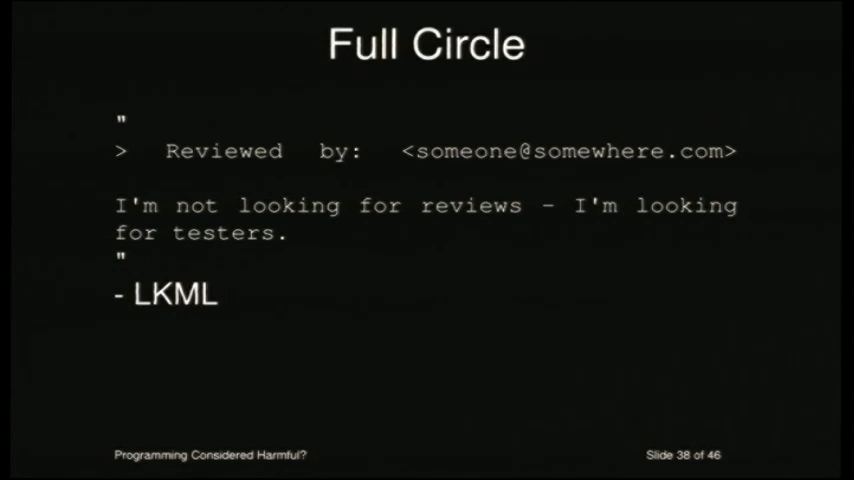 Full Circle
"
> Reviewed by: <someone@somewhere.com>
I'm not looking for reviews - I'm looking
for testers.
"
- LKML
Programming Considered Harmful?
Slide 38 of 46